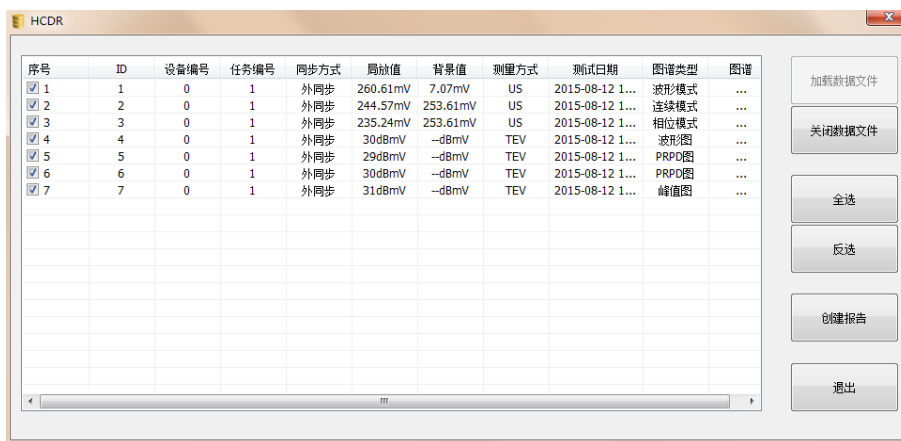 HCDR
序号 ID 设备编号 任务编号 同步方式 局放值 背景值 测量方式 测试日期 图谱类型 图谱
1 1 0 1 外同步 260.61mV 7.07mV US 2015-08-12 1... 波形模式 ...
2 2 0 1 外同步 244.57mV 253.61mV US 2015-08-12 1... 连续模式 ...
3 3 0 1 外同步 235.24mV 253.61mV US 2015-08-12 1... 相位模式 ...
4 4 0 1 外同步 30dBmV --dBmV TEV 2015-08-12 1... 波形图 ...
5 5 0 1 外同步 29dBmV --dBmV TEV 2015-08-12 1... PRPD图 ...
6 6 0 1 外同步 30dBmV --dBmV TEV 2015-08-12 1... PRPD图 ...
7 7 0 1 外同步 31dBmV --dBmV TEV 2015-08-12 1... 峰值图 ...
加载数据文件
关闭数据文件
全选
反选
创建报告
退出